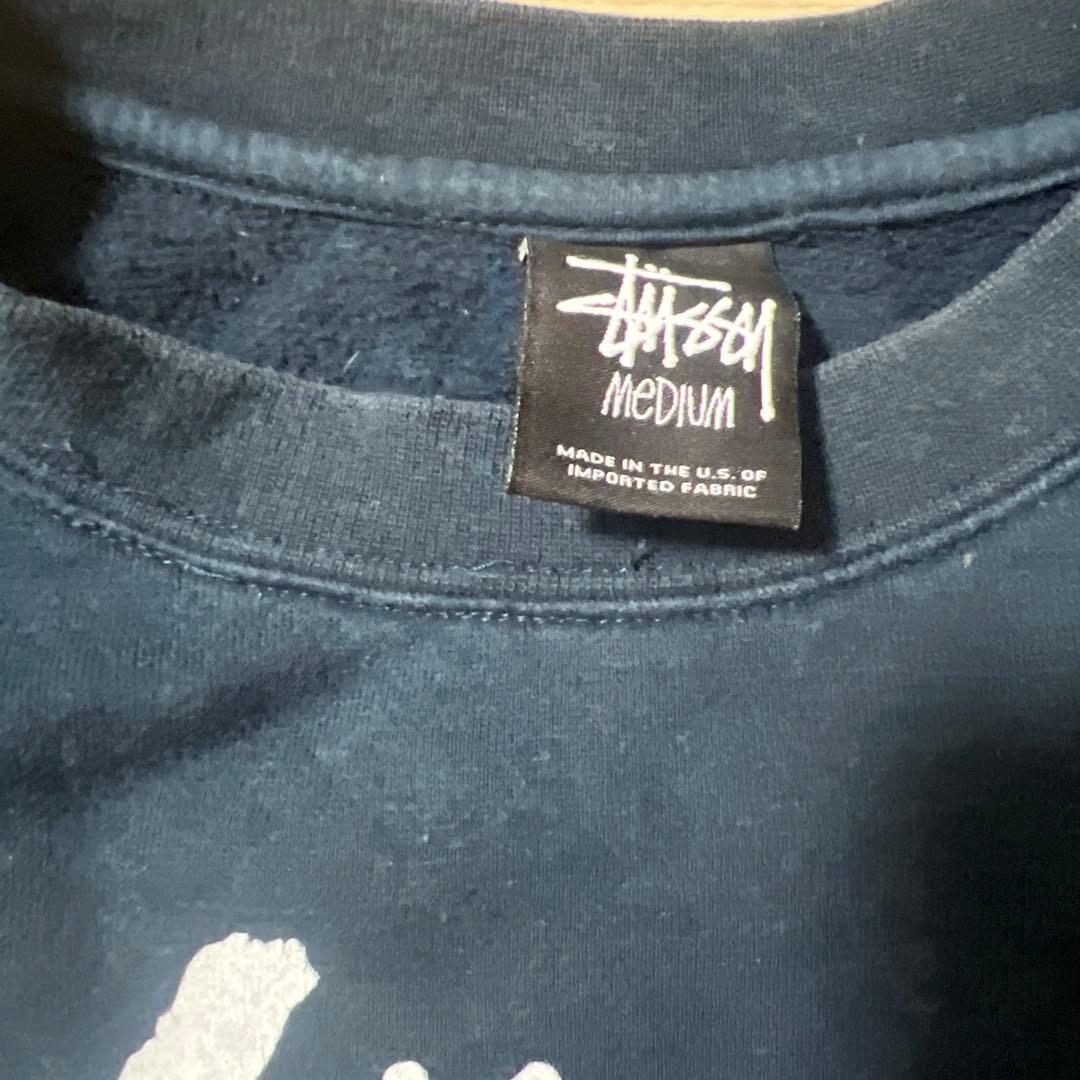 Stüssy
MEDIUM
MADE IN THE U.S. OF
IMPORTED FABRIC